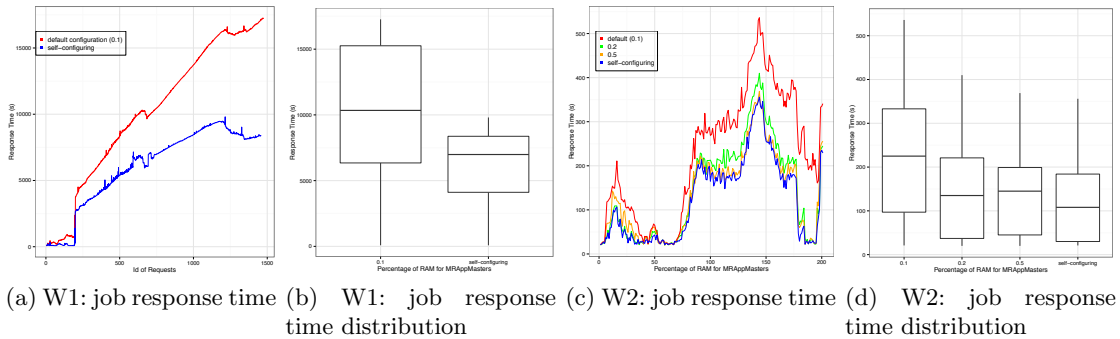 default configuration (0.1)
self-configuring
Response Time (s)
0
5000
10000
15000
0
500
1000
1500
Id of Requests
Response Time (s)
0
5000
10000
15000
0.1
self-configuring
Percentage of RAM for MRAppMasters
default (0.1)
0.2
0.5
self-configuring
Response Time (s)
0
100
200
300
400
500
0
50
100
150
200
Percentage of RAM for MRAppMasters
Response Time (s)
0
100
200
300
400
500
0.1
0.2
0.5
self-configuring
Percentage of RAM for MRAppMasters
(a) W1: job response time
(b) W1: job response
time distribution
(c) W2: job response time
(d) W2: job response
time distribution